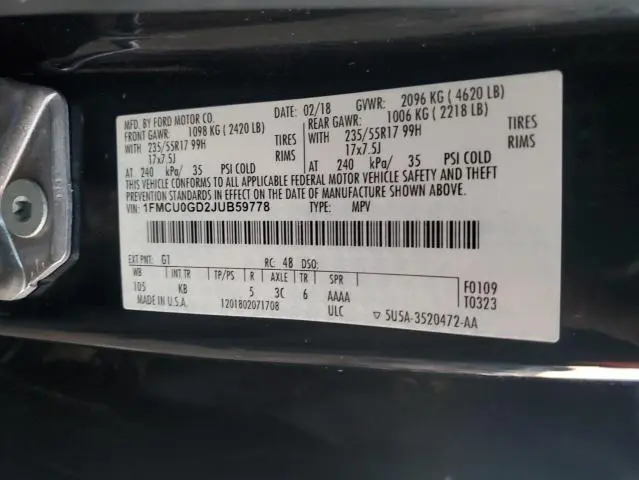 MFD. BY FORD MOTOR CO.
DATE: 02/18 GVWR: 2096 KG ( 4620 LB)
FRONT GAWR: 1098 KG ( 2420 LB) REAR GAWR: 1006 KG ( 2218 LB)
WITH 235/55R17 99H TIRES WITH 235/55R17 99H TIRES
17x7.5J RIMS 17x7.5J RIMS
AT 240 kPa/ 35 PSI COLD AT 240 kPa/ 35 PSI COLD
THIS VEHICLE CONFORMS TO ALL APPLICABLE FEDERAL MOTOR VEHICLE SAFETY AND THEFT
PREVENTION STANDARDS IN EFFECT ON THE DATE OF MANUFACTURE SHOWN ABOVE.
VIN: 1FMCU0GD2JUB59778 TYPE: MPV
EXT PNT: G1 RC: 48 DSO:
WB INT TR TP/PS R AXLE TR SPR
105 KB 5 3C 6 AAAA
F0109
T0323
MADE IN U.S.A. 1201802071708 ULC ▽ 5U5A-3520472-AA